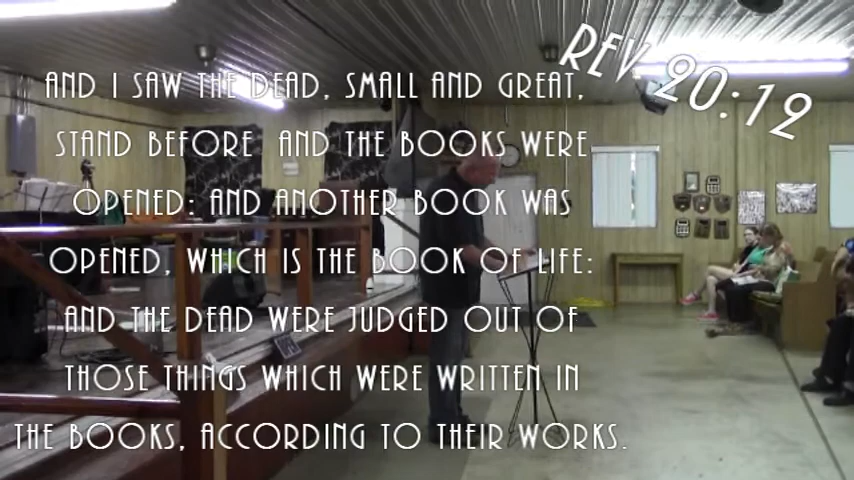 REV 20:12
AND I SAW THE DEAD, SMALL AND GREAT,
STAND BEFORE AND THE BOOKS WERE
OPENED: AND ANOTHER BOOK WAS
OPENED, WHICH IS THE BOOK OF LIFE:
AND THE DEAD WERE JUDGED OUT OF
THOSE THINGS WHICH WERE WRITTEN IN
THE BOOKS, ACCORDING TO THEIR WORKS.